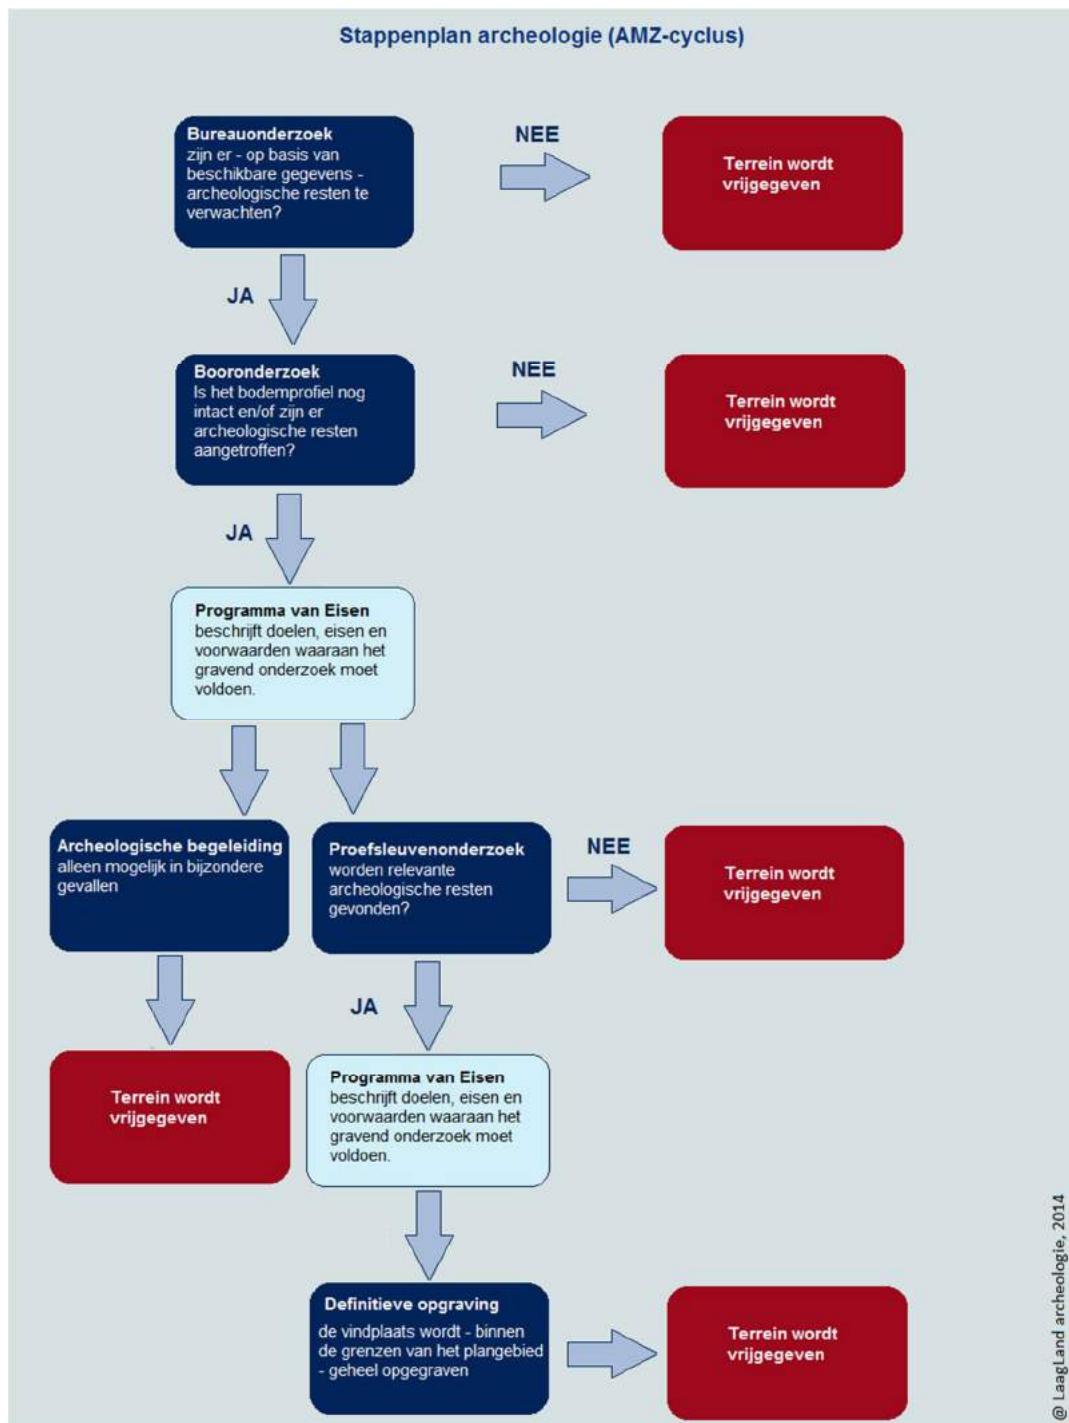 Stappenplan archeologie (AMZ-cyclus)
Bureauonderzoek
zijn er - op basis van
beschikbare gegevens -
archeologische resten te
verwachten?
NEE
Terrein wordt
vrijgegeven
JA
Booronderzoek
Is het bodemprofiel nog
intact en/of zijn er
archeologische resten
aangetroffen?
NEE
Terrein wordt
vrijgegeven
JA
Programma van Eisen
beschrijft doelen, eisen en
voorwaarden waaraan het
gravend onderzoek moet
voldoen.
Archeologische begeleiding
alleen mogelijk in bijzondere
gevallen
Proefsleuvenonderzoek
worden relevante
archeologische resten
gevonden?
NEE
Terrein wordt
vrijgegeven
JA
Terrein wordt
vrijgegeven
Programma van Eisen
beschrijft doelen, eisen en
voorwaarden waaraan het
gravend onderzoek moet
voldoen.
Definitieve opgraving
de vindplaats wordt - binnen
de grenzen van het plangebied
- geheel opgegraven
Terrein wordt
vrijgegeven
@ LaagLand archeologie, 2014